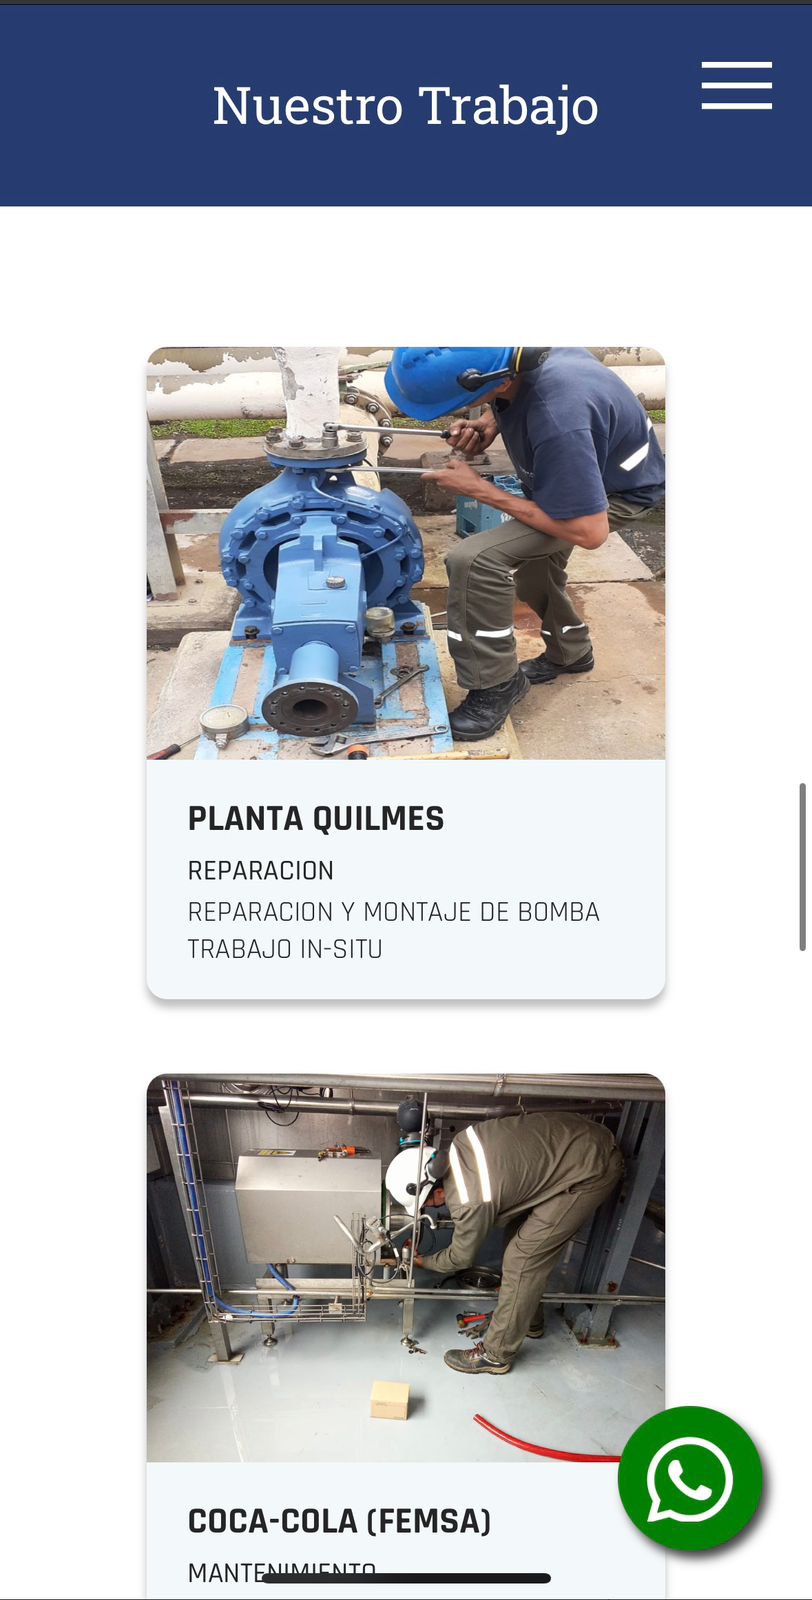 Nuestro Trabajo
PLANTA QUILMES
REPARACION
REPARACION Y MONTAJE DE BOMBA
TRABAJO IN-SITU
COCA-COLA (FEMSA)
MANTENIMIENTO